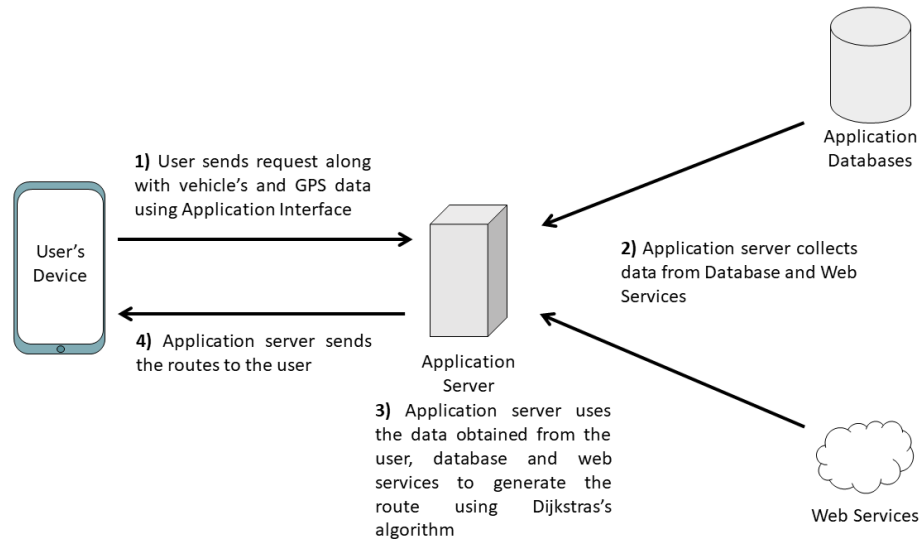 1) User sends request along
with vehicle's and GPS data
using Application Interface
User's
Device
4) Application server sends
the routes to the user
Application
Server
3) Application server uses
the data obtained from the
user, database and web
services to generate the
route using Dijkstras's
algorithm
Application
Databases
2) Application server collects
data from Database and Web
Services
Web Services